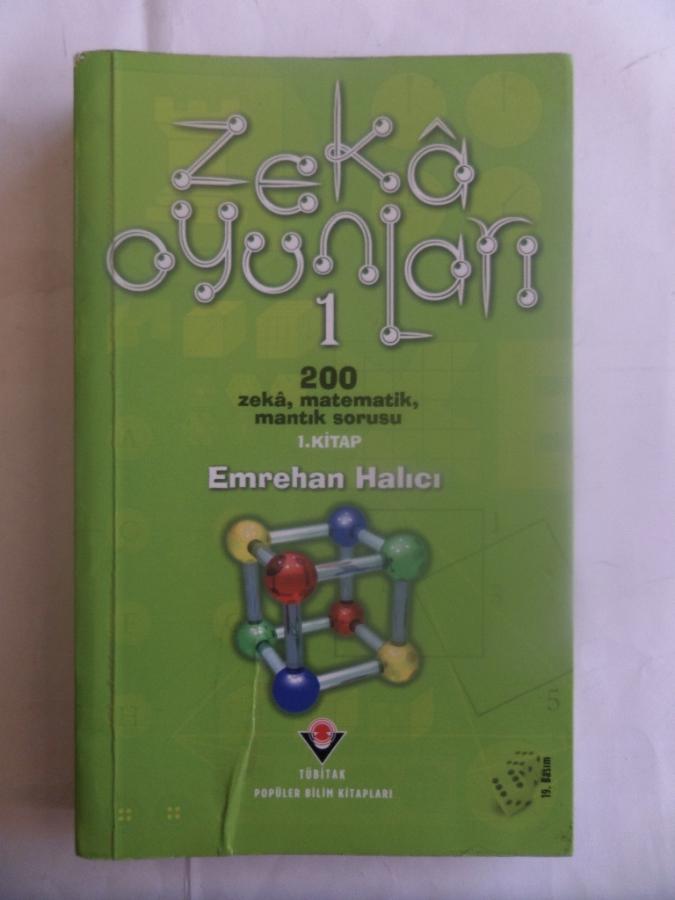 Zekâ
oyunları
1
200
zekâ, matematik,
mantık sorusu
1.KİTAP
Emrehan Halıcı
TÜBİTAK
POPÜLER BİLİM KİTAPLARI
19. Basım
5